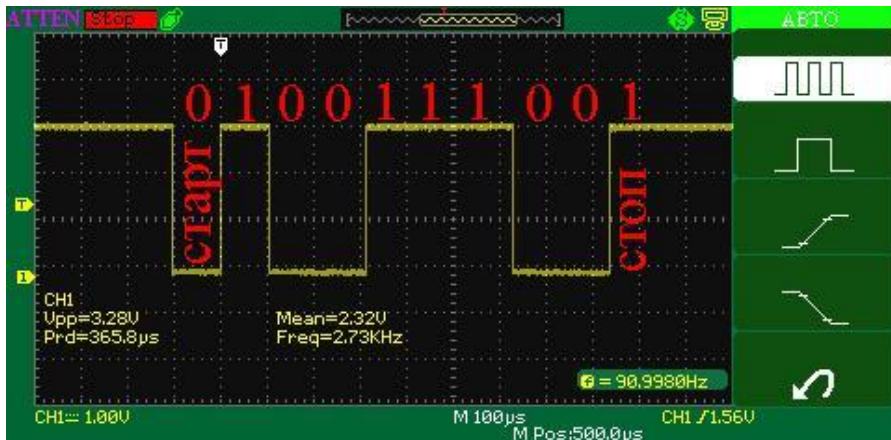 ATTEN Stop T S АВТО
T
0 1 0 0 1 1 1 0 0 1
старт
стоп
T
1
CH1
Vpp=3.28V Mean=2.32V
Prd=365.8µs Freq=2.73KHz
f = 90.9980Hz
CH1 1.00V M 100µs CH1 1.56V
M Pos:500.0us